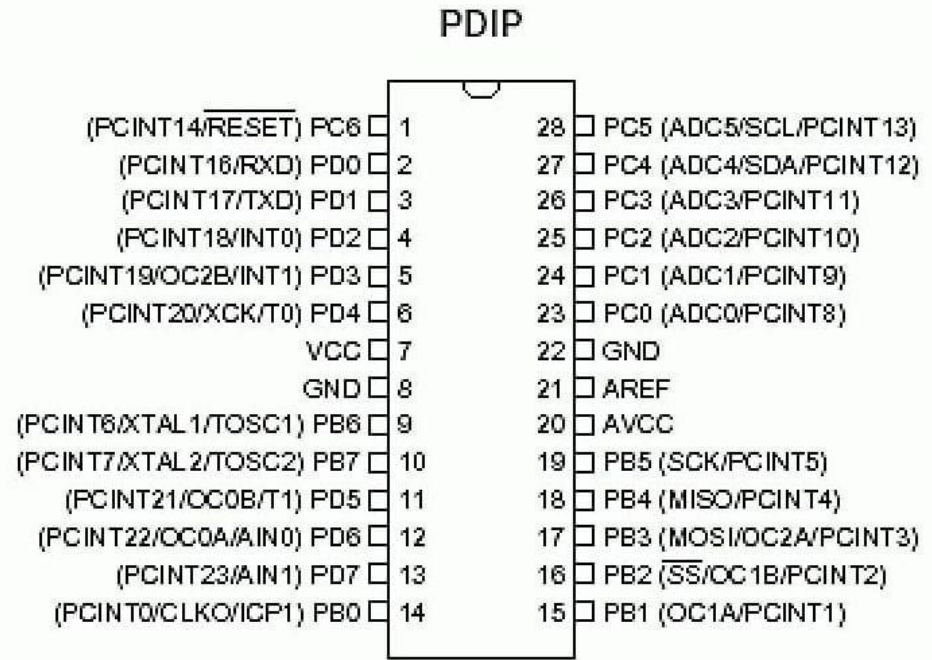 PDIP
(PCINT14/RESET) PC6 1 28 PC5 (ADC5/SCL/PCINT13)
(PCINT16/RXD) PD0 2 27 PC4 (ADC4/SDA/PCINT12)
(PCINT17/TXD) PD1 3 26 PC3 (ADC3/PCINT11)
(PCINT18/INT0) PD2 4 25 PC2 (ADC2/PCINT10)
(PCINT19/OC2B/INT1) PD3 5 24 PC1 (ADC1/PCINT9)
(PCINT20/XCK/T0) PD4 6 23 PC0 (ADC0/PCINT8)
VCC 7 22 GND
GND 8 21 AREF
(PCINT6/XTAL1/TOSC1) PB6 9 20 AVCC
(PCINT7/XTAL2/TOSC2) PB7 10 19 PB5 (SCK/PCINT5)
(PCINT21/OC0B/T1) PD5 11 18 PB4 (MISO/PCINT4)
(PCINT22/OC0A/AIN0) PD6 12 17 PB3 (MOSI/OC2A/PCINT3)
(PCINT23/AIN1) PD7 13 16 PB2 (SS/OC1B/PCINT2)
(PCINT0/CLKO/ICP1) PB0 14 15 PB1 (OC1A/PCINT1)